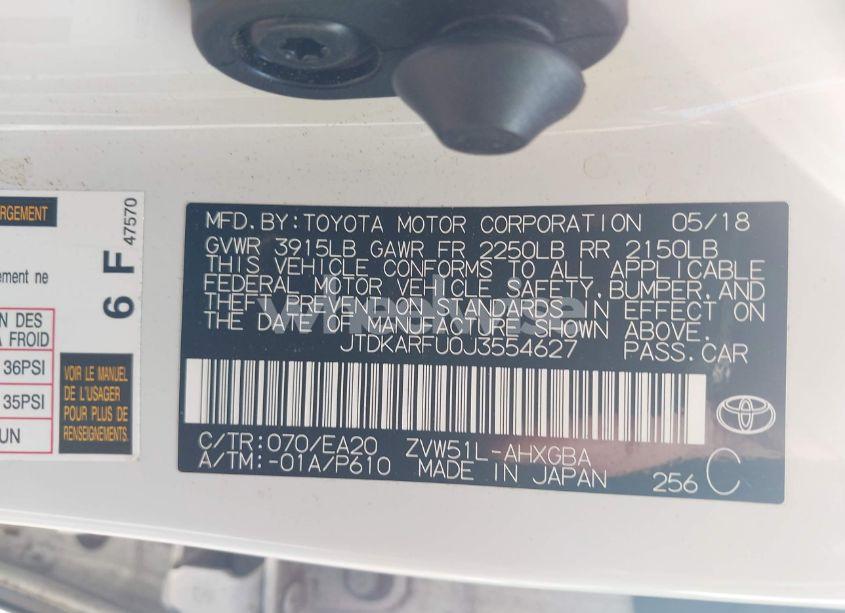 RGEMENT
ement ne
N DES
A FROID
36PSI
35PSI
UN
6 F 47570
VOIR LE MANUEL
DE L'USAGER
POUR PLUS DE
RENSEIGNEMENTS.
MFD.BY:TOYOTA MOTOR CORPORATION 05/18
GVWR 3915LB GAWR FR 2250LB RR 2150LB
THIS VEHICLE CONFORMS TO ALL APPLICABLE
FEDERAL MOTOR VEHICLE SAFETY,BUMPER,AND
THEFT PREVENTION STANDARDS IN EFFECT ON
THE DATE OF MANUFACTURE SHOWN ABOVE.
JTDKARFU0J3554627 PASS.CAR
C/TR:070/EA20 ZVW51L-AHXGBA
A/TM:-01A/P610 MADE IN JAPAN 256 C